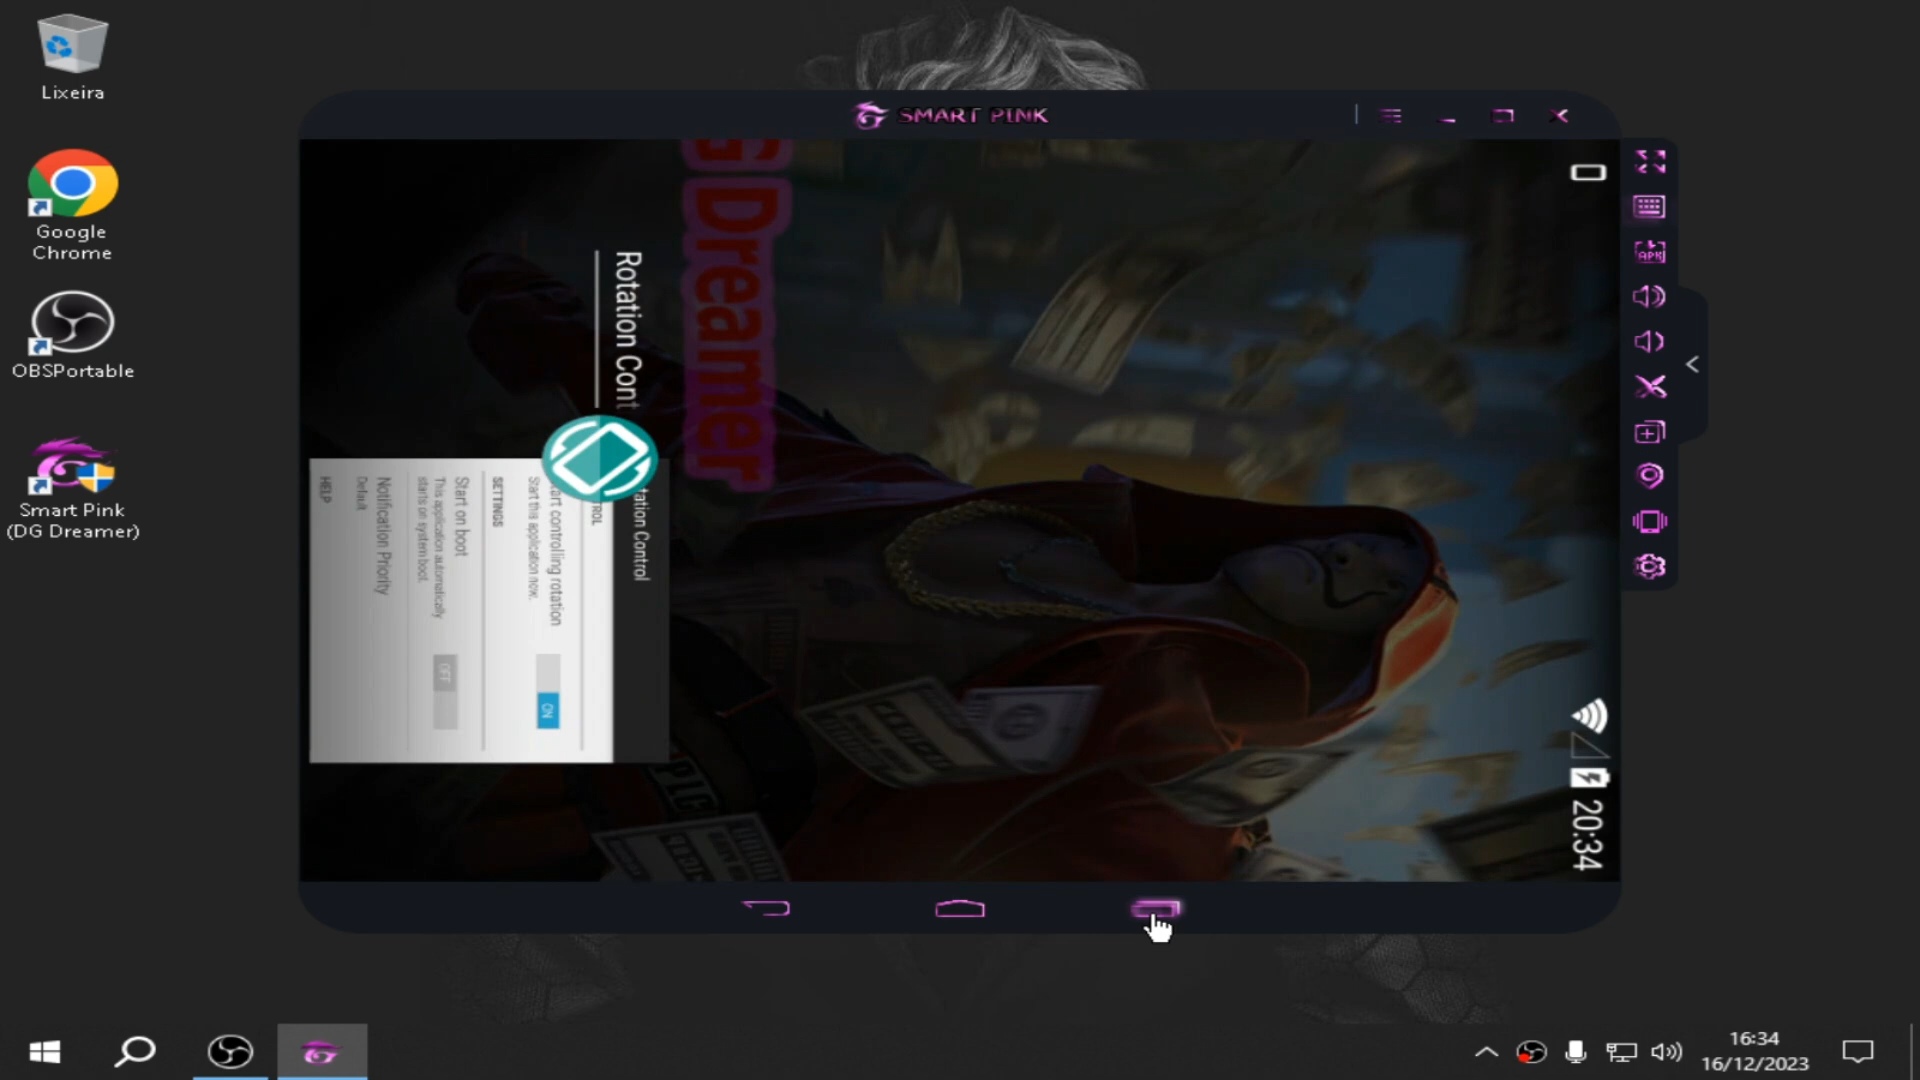 Lixeira
Google
Chrome
OBSPortable
Smart Pink
(DG Dreamer)
SMART PINK
APK
G Dreamer
Rotation Cont
tation Control
ROL
art controlling rotation
Start this application now.
ON
SETTINGS
Start on boot
This application automatically
starts on system boot.
OFF
Notification Priority
Default
HELP
20:34
16:34
16/12/2023